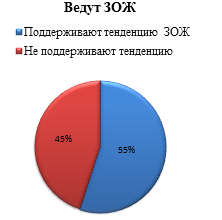 Ведут ЗОЖ
Поддерживают тенденцию ЗОЖ
Не поддерживают тенденцию
45%
55%